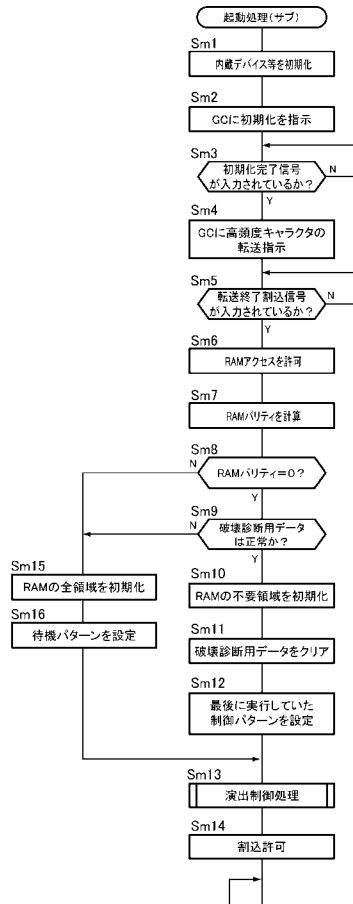 起動処理(サブ)
Sm1
内蔵デバイス等を初期化
Sm2
GCに初期化を指示
Sm3
初期化完了信号
が入力されているか?
N
Y
Sm4
GCに高頻度キャラクタの
転送指示
Sm5
転送終了割込信号
が入力されているか?
N
Y
Sm6
RAMアクセスを許可
Sm7
RAMパリティを計算
Sm8
N
RAMパリティ=0?
Y
Sm9
N
破壊診断用データ
は正常か?
Y
Sm15
RAMの全領域を初期化
Sm10
RAMの不要領域を初期化
Sm16
待機パターンを設定
Sm11
破壊診断用データをクリア
Sm12
最後に実行していた
制御パターンを設定
Sm13
演出制御処理
Sm14
割込許可